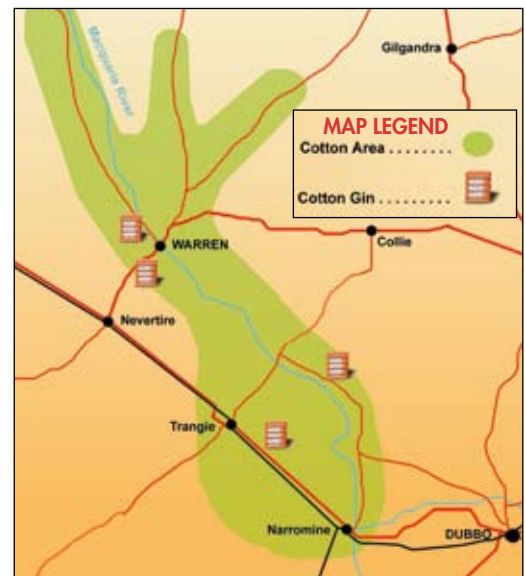 Macquarie River
Gilgandra
MAP LEGEND
Cotton Area ........
Cotton Gin .........
WARREN
Collie
Nevertire
Trangie
Narromine
DUBBO